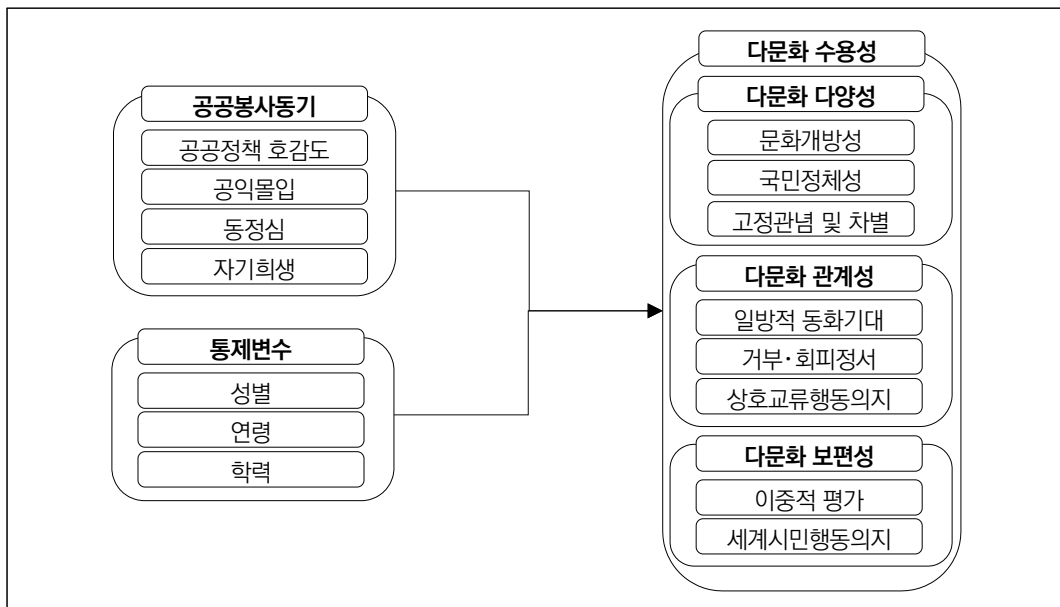 공공봉사동기
공공정책 호감도
공익몰입
동정심
자기희생
통제변수
성별
연령
학력
다문화 수용성
다문화 다양성
문화개방성
국민정체성
고정관념 및 차별
다문화 관계성
일방적 동화기대
거부·회피정서
상호교류행동의지
다문화 보편성
이중적 평가
세계시민행동의지